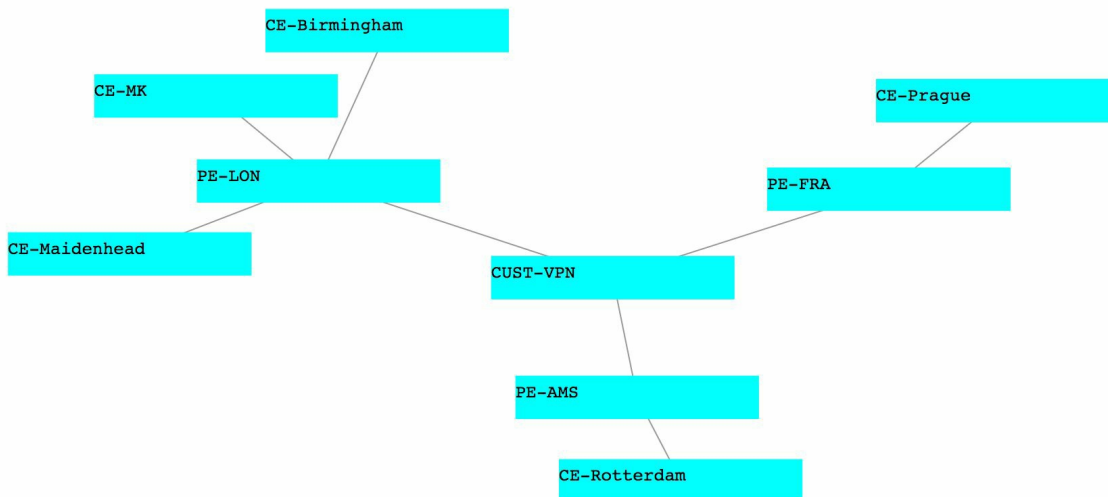 CE-Birmingham
CE-MK
CE-Prague
PE-LON
PE-FRA
CE-Maidenhead
CUST-VPN
PE-AMS
CE-Rotterdam